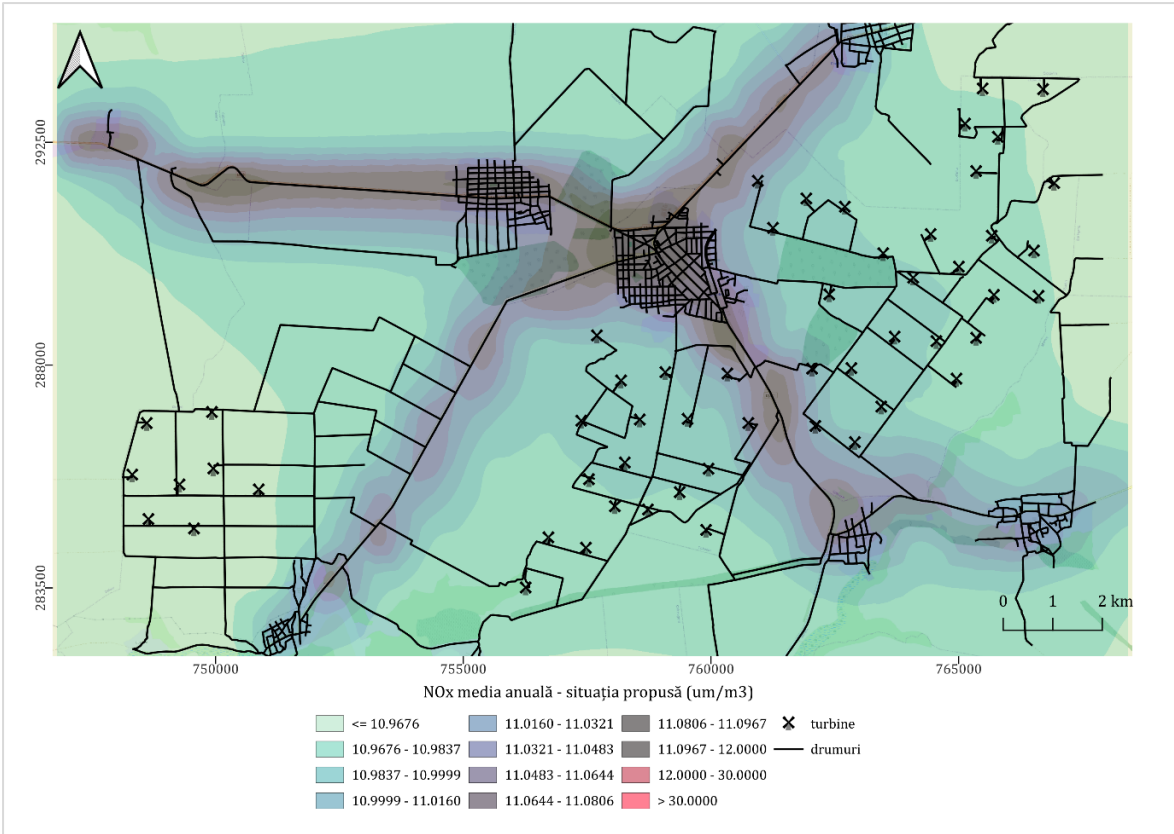 292500
288000
283500
0 1 2 km
750000 755000 760000 765000
NOx media anuală - situația propusă (um/m3)
<= 10.9676
10.9676 - 10.9837
10.9837 - 10.9999
10.9999 - 11.0160
11.0160 - 11.0321
11.0321 - 11.0483
11.0483 - 11.0644
11.0644 - 11.0806
11.0806 - 11.0967
11.0967 - 12.0000
12.0000 - 30.0000
> 30.0000
turbine
drumuri